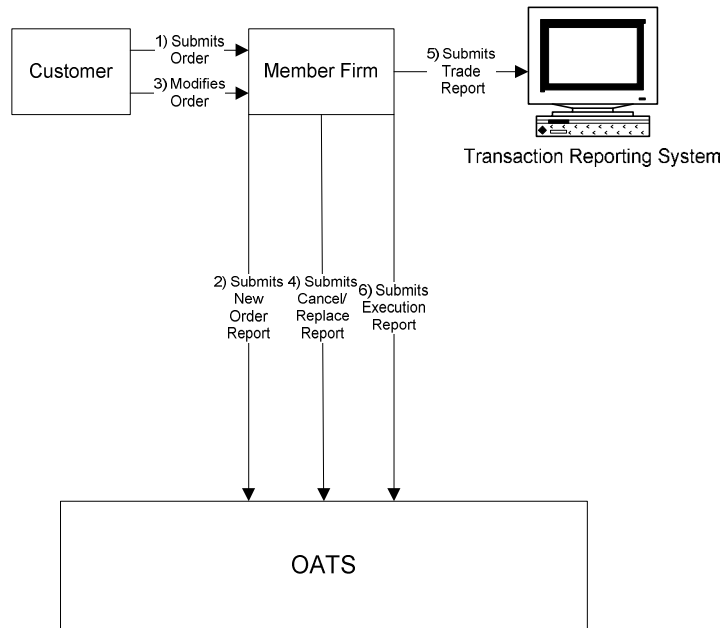 Customer
1) Submits
Order
3) Modifies
Order
Member Firm
5) Submits
Trade
Report
Transaction Reporting System
2) Submits
New
Order
Report
4) Submits
Cancel/
Replace
Report
6) Submits
Execution
Report
OATS